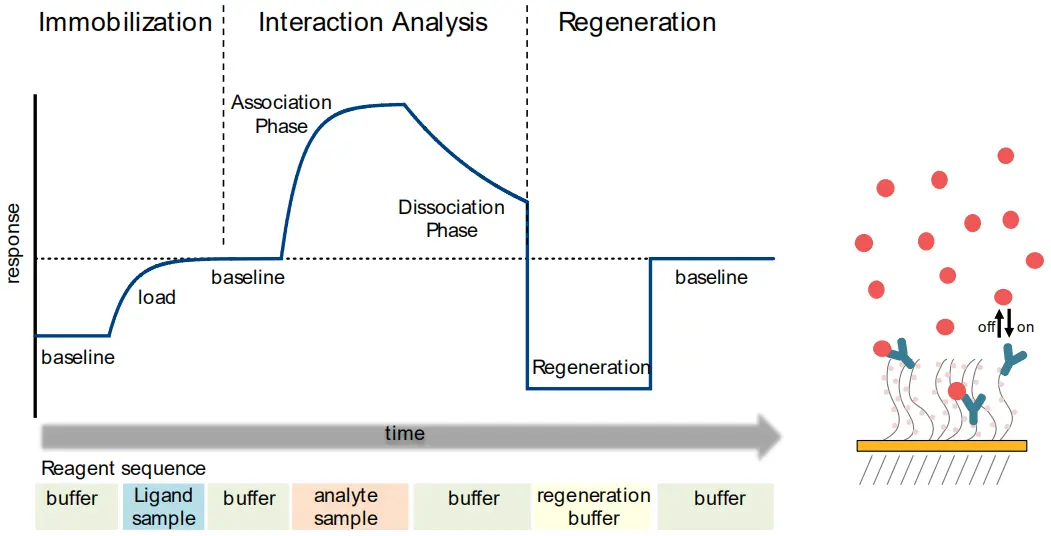 Immobilization
Interaction Analysis
Regeneration
response
Association
Phase
Dissociation
Phase
baseline
load
baseline
baseline
Regeneration
time
off
on
Reagent sequence
buffer
Ligand
sample
buffer
analyte
sample
buffer
regeneration
buffer
buffer